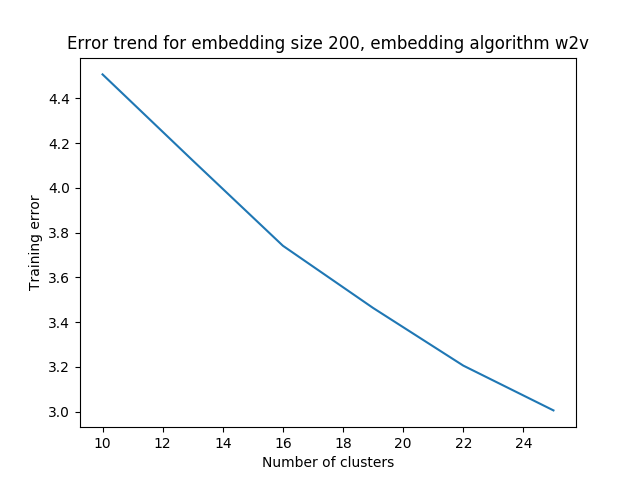 Error trend for embedding size 200, embedding algorithm w2v
4.4
4.2
4.0
3.8
3.6
3.4
3.2
3.0
Training error
10 12 14 16 18 20 22 24
Number of clusters